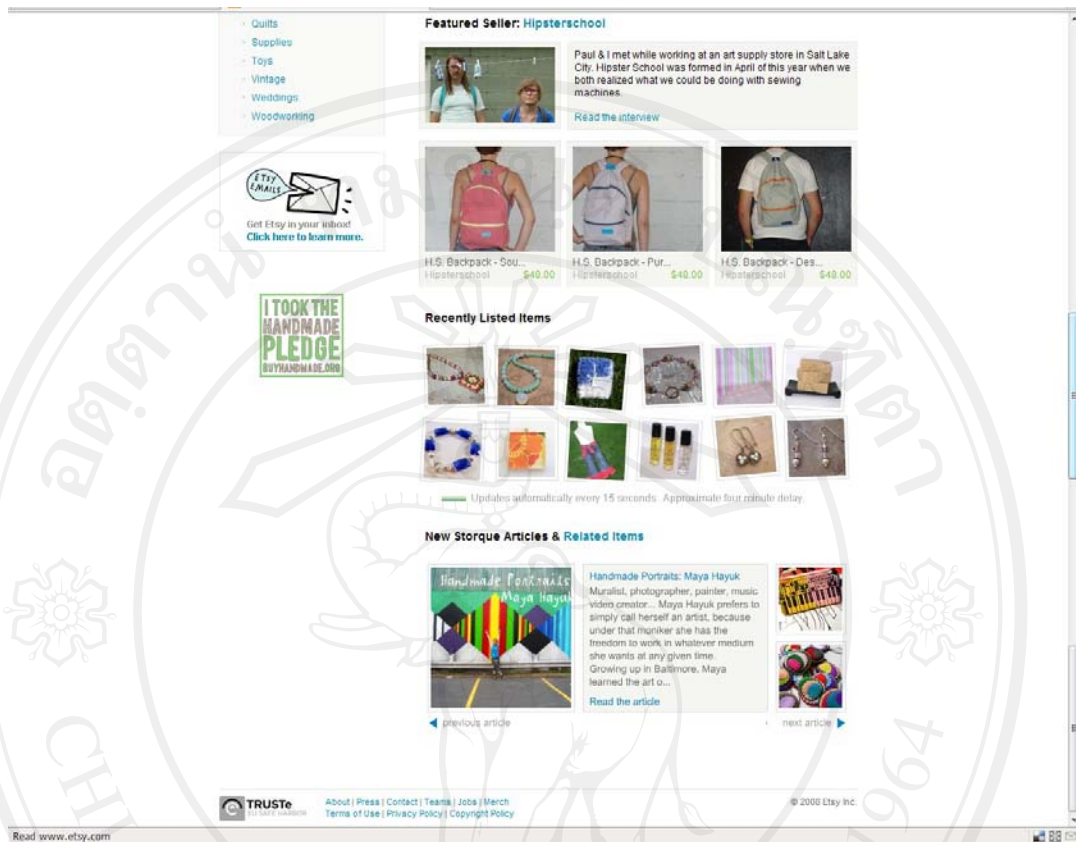 Quilts
Supplies
Toys
Vintage
Weddings
Woodworking
ETSY
EMAILS
Get Etsy in your inbox!
Click here to learn more.
I TOOK THE
HANDMADE
PLEDGE
BUYHANDMADE.ORG
Featured Seller: Hipsterschool
Paul & I met while working at an art supply store in Salt Lake
City. Hipster School was formed in April of this year when we
both realized what we could be doing with sewing
machines.
Read the interview
H.S. Backpack - Sou...
Hipsterschool $48.00
H.S. Backpack - Pur...
Hipsterschool $48.00
H.S. Backpack - Des...
Hipsterschool $48.00
Recently Listed Items
Updates automatically every 15 seconds. Approximate four minute delay.
New Storque Articles & Related Items
Handmade Portraits
Maya Hayuk
Handmade Portraits: Maya Hayuk
Muralist, photographer, painter, music
video creator... Maya Hayuk prefers to
simply call herself an artist, because
under that moniker she has the
freedom to work in whatever medium
she wants at any given time.
Growing up in Baltimore, Maya
learned the art o...
Read the article
previous article
next article
TRUSTe
EU SAFE HARBOR
About | Press | Contact | Teams | Jobs | Merch
Terms of Use | Privacy Policy | Copyright Policy
© 2008 Etsy Inc.
Read www.etsy.com
1964